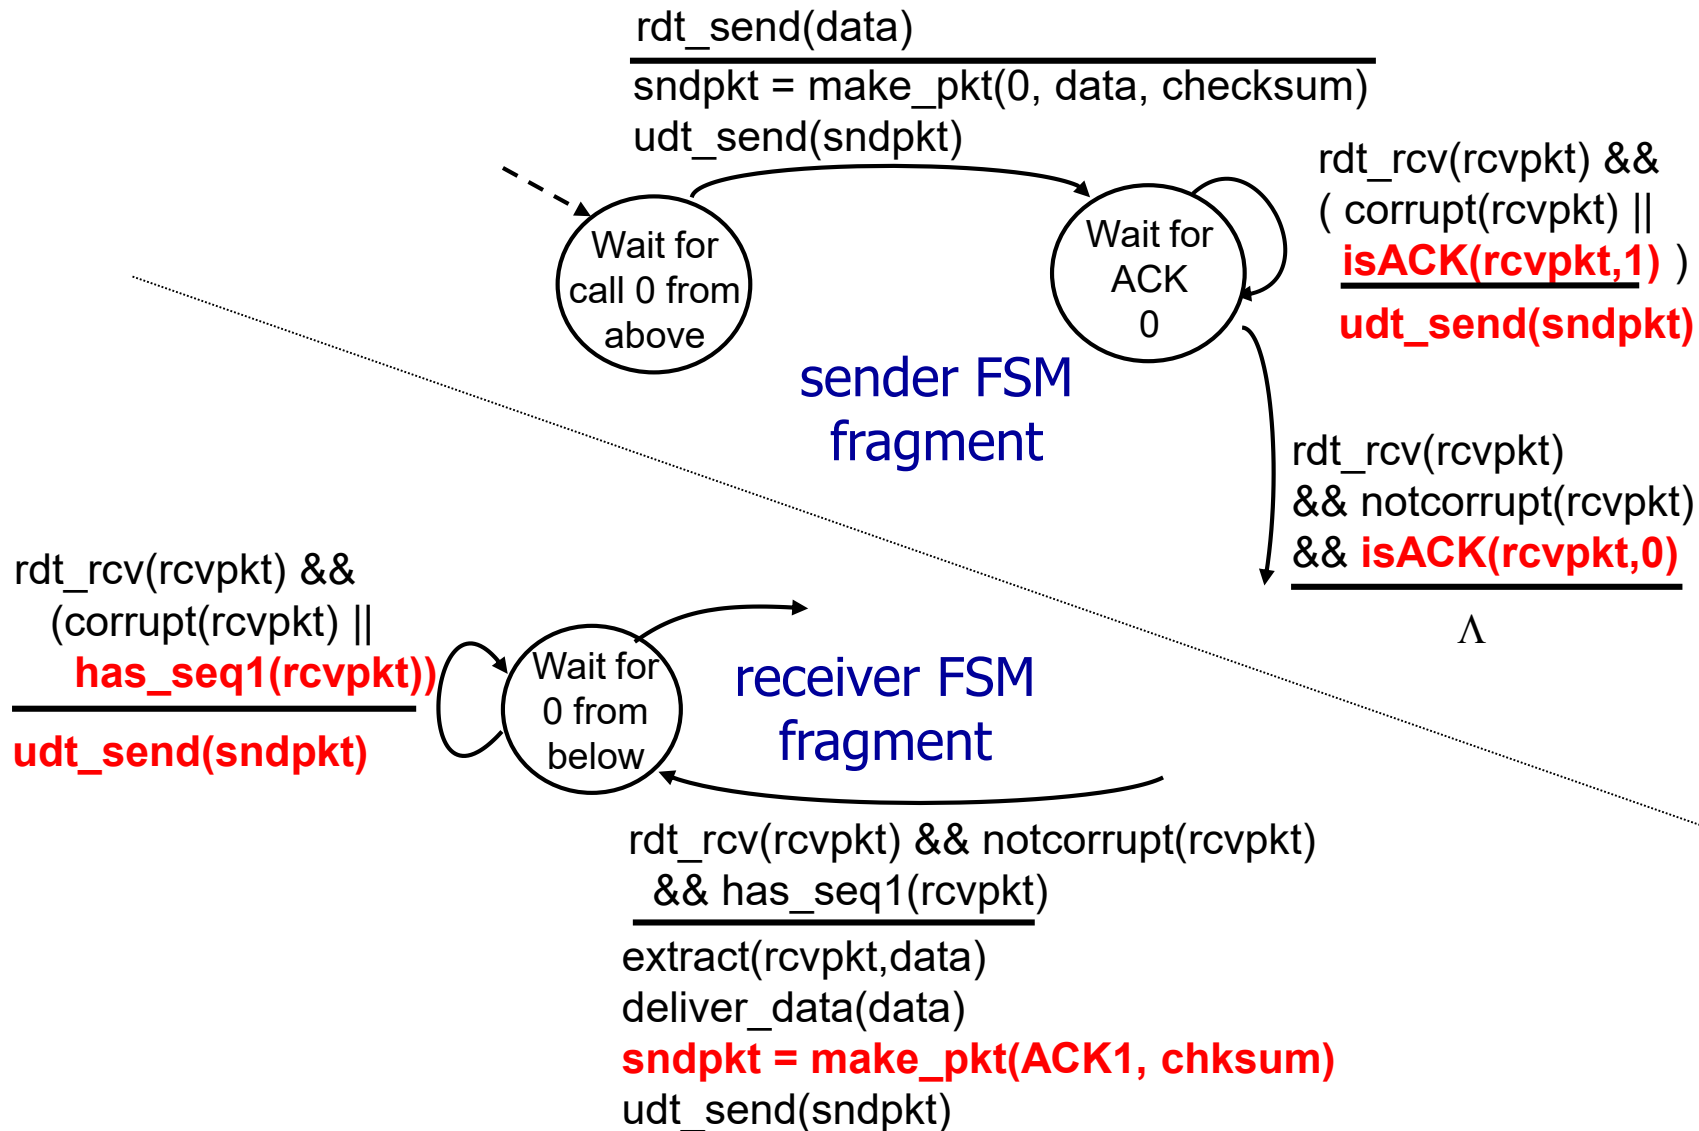 rdt_send(data)
sndpkt = make_pkt(0, data, checksum)
udt_send(sndpkt)
Wait for
call 0 from
above
Wait for
ACK
0
rdt_rcv(rcvpkt) &&
( corrupt(rcvpkt) ||
isACK(rcvpkt,1) )
udt_send(sndpkt)
sender FSM
fragment
rdt_rcv(rcvpkt)
&& notcorrupt(rcvpkt)
&& isACK(rcvpkt,0)
Λ
rdt_rcv(rcvpkt) &&
(corrupt(rcvpkt) ||
has_seq1(rcvpkt))
udt_send(sndpkt)
Wait for
0 from
below
receiver FSM
fragment
rdt_rcv(rcvpkt) && notcorrupt(rcvpkt)
&& has_seq1(rcvpkt)
extract(rcvpkt,data)
deliver_data(data)
sndpkt = make_pkt(ACK1, chksum)
udt_send(sndpkt)